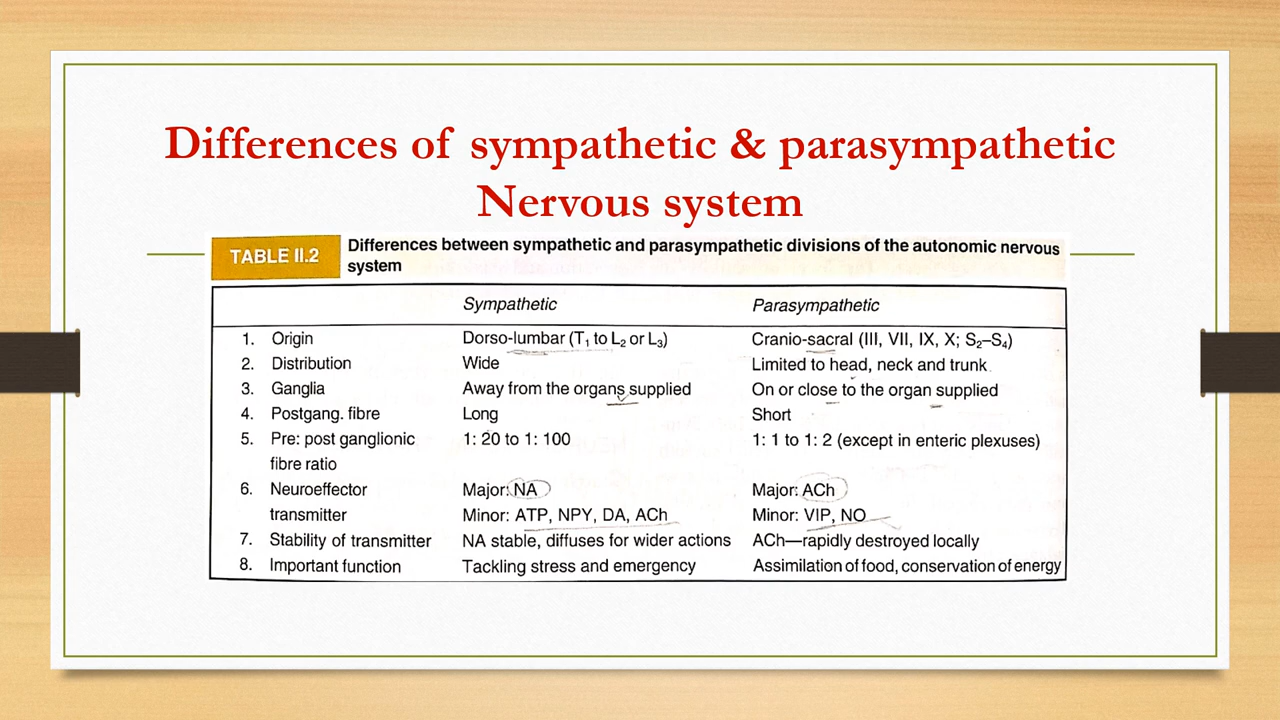 Differences of sympathetic & parasympathetic
Nervous system
TABLE II.2 Differences between sympathetic and parasympathetic divisions of the autonomic nervous
system
Sympathetic Parasympathetic
1. Origin Dorso-lumbar (T₁ to L₂ or L₃) Cranio-sacral (III, VII, IX, X; S₂–S₄)
2. Distribution Wide Limited to head, neck and trunk
3. Ganglia Away from the organs supplied On or close to the organ supplied
4. Postgang. fibre Long Short
5. Pre: post ganglionic 1: 20 to 1: 100 1: 1 to 1: 2 (except in enteric plexuses)
fibre ratio
6. Neuroeffector Major: NA Major: ACh
transmitter Minor: ATP, NPY, DA, ACh Minor: VIP, NO
7. Stability of transmitter NA stable, diffuses for wider actions ACh—rapidly destroyed locally
8. Important function Tackling stress and emergency Assimilation of food, conservation of energy